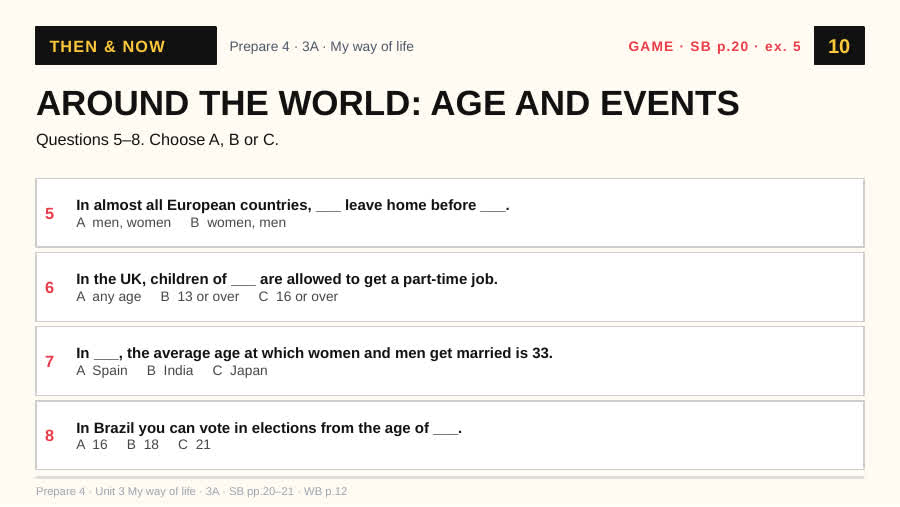 THEN & NOW
Prepare 4 · 3A · My way of life
GAME · SB p.20 · ex. 5
10
AROUND THE WORLD: AGE AND EVENTS
Questions 5–8. Choose A, B or C.
5
In almost all European countries, ___ leave home before ___.
A men, women B women, men
6
In the UK, children of ___ are allowed to get a part-time job.
A any age B 13 or over C 16 or over
7
In ___, the average age at which women and men get married is 33.
A Spain B India C Japan
8
In Brazil you can vote in elections from the age of ___.
A 16 B 18 C 21
Prepare 4 · Unit 3 My way of life · 3A · SB pp.20–21 · WB p.12